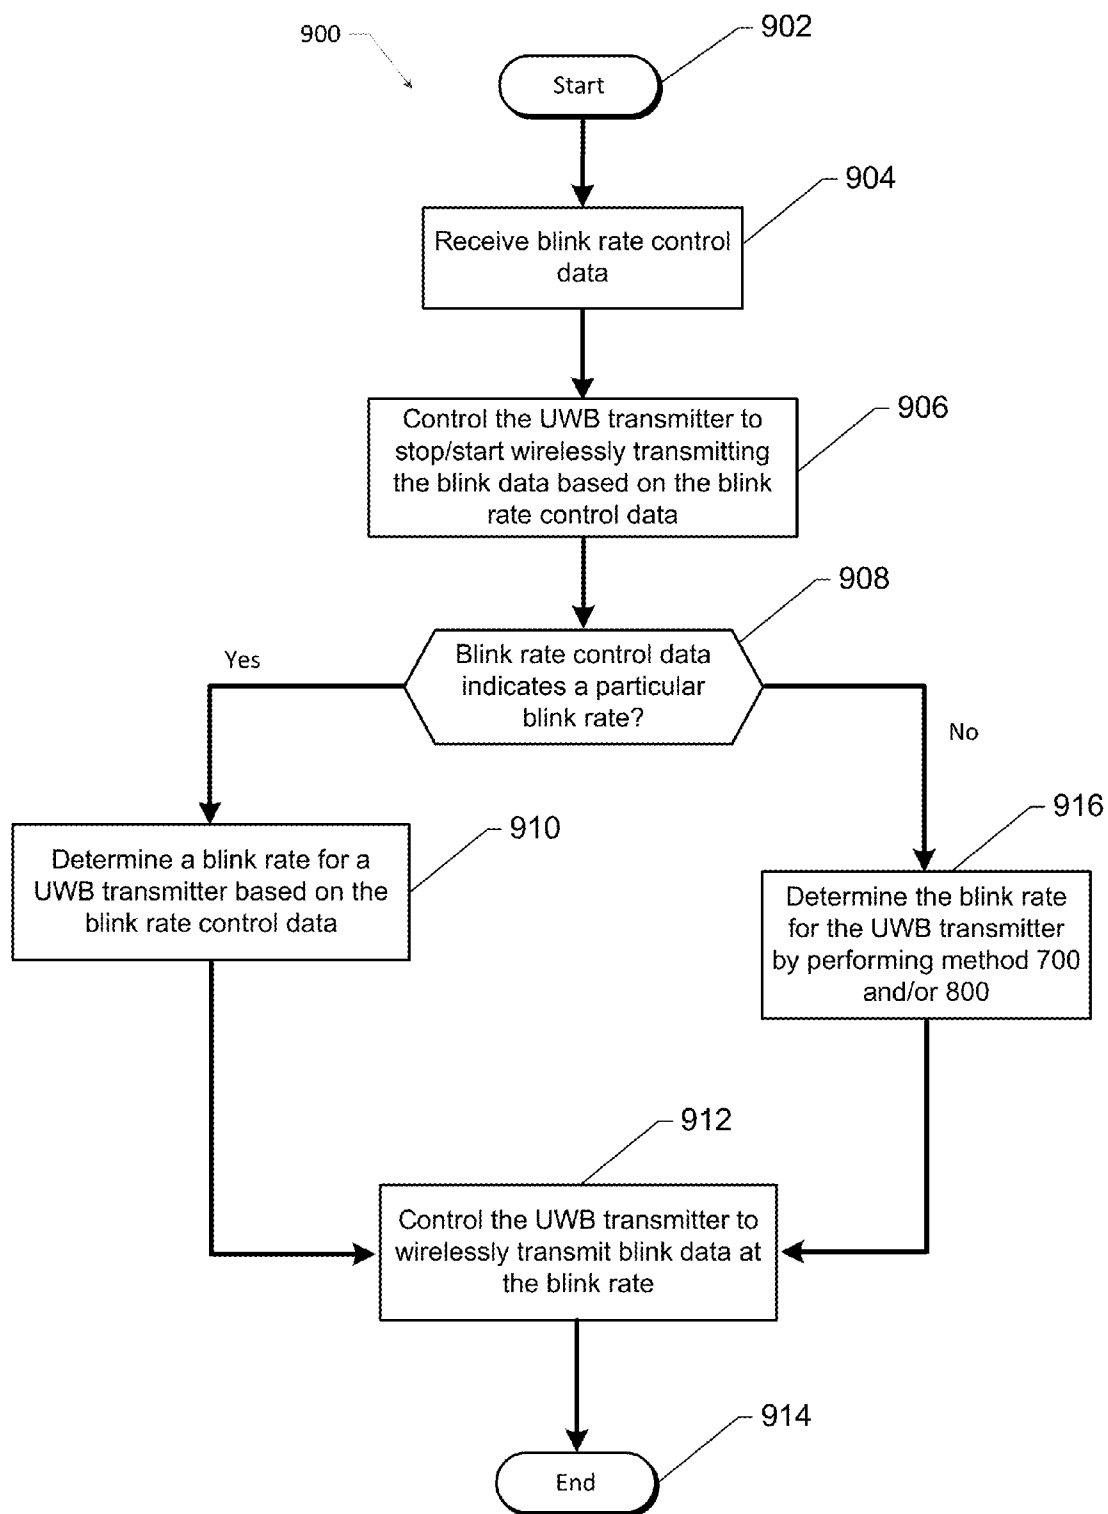 900
902
Start
904
Receive blink rate control
data
906
Control the UWB transmitter to
stop/start wirelessly transmitting
the blink data based on the blink
rate control data
908
Blink rate control data
indicates a particular
blink rate?
Yes
No
910
Determine a blink rate for a
UWB transmitter based on the
blink rate control data
916
Determine the blink rate
for the UWB transmitter
by performing method 700
and/or 800
912
Control the UWB transmitter to
wirelessly transmit blink data at
the blink rate
914
End